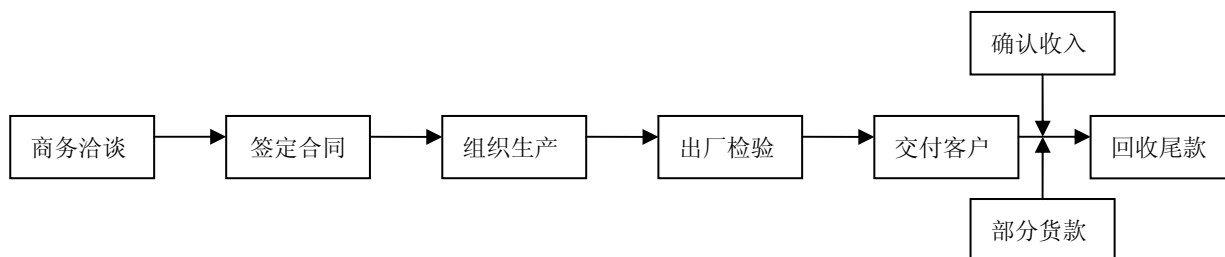 确认收入
商务洽谈
签定合同
组织生产
出厂检验
交付客户
回收尾款
部分货款